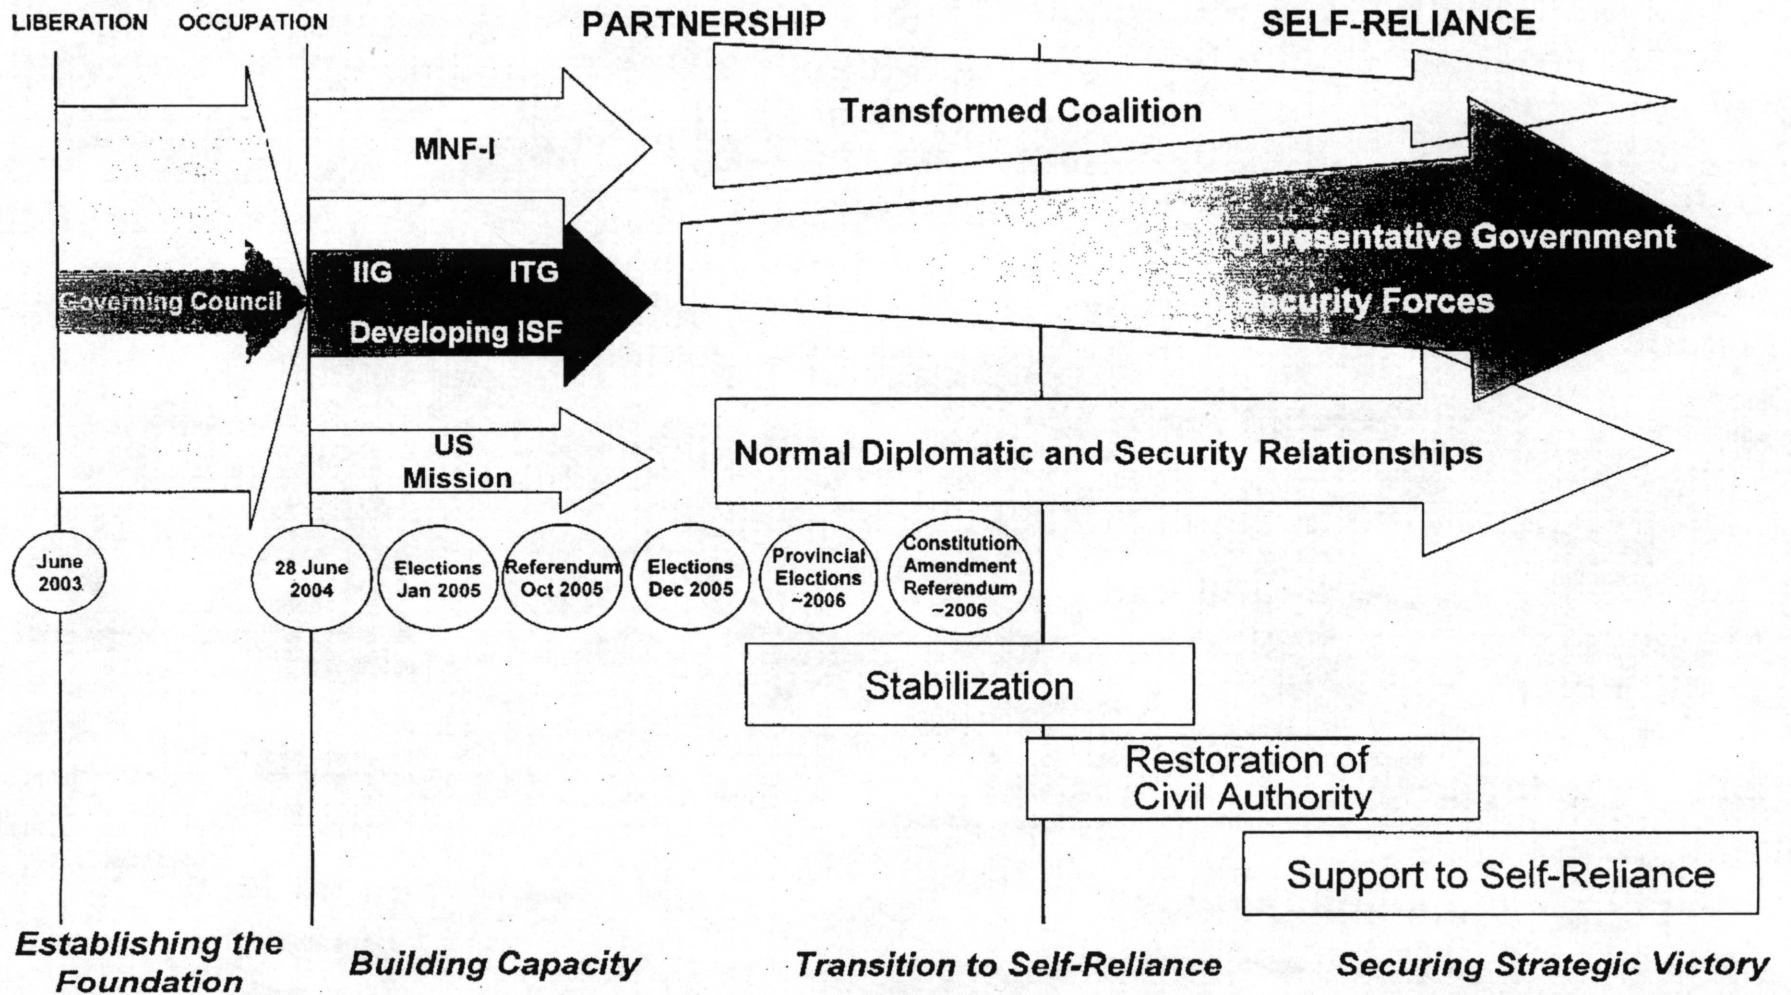 LIBERATION OCCUPATION PARTNERSHIP SELF-RELIANCE
Transformed Coalition
MNF-I
representative Government
Security Forces
IIG ITG
Governing Council
Developing ISF
US
Mission
Normal Diplomatic and Security Relationships
June
2003
28 June
2004
Elections
Jan 2005
Referendum
Oct 2005
Elections
Dec 2005
Provincial
Elections
~2006
Constitution
Amendment
Referendum
~2006
Stabilization
Restoration of
Civil Authority
Support to Self-Reliance
Establishing the
Foundation
Building Capacity
Transition to Self-Reliance
Securing Strategic Victory